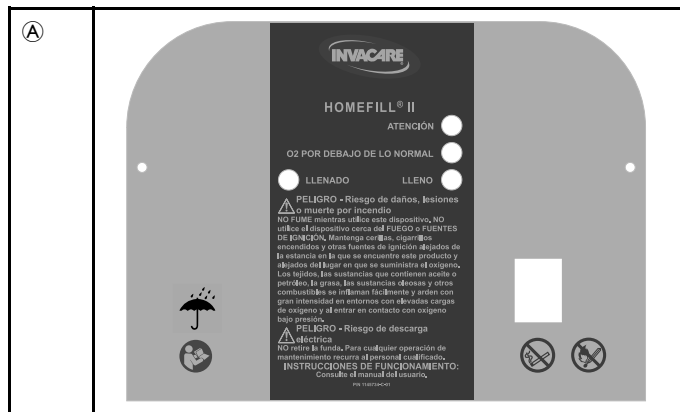 A
INVACARE
HOMEFILL® II
ATENCIÓN
O2 POR DEBAJO DE LO NORMAL
LLENADO LLENO
PELIGRO - Riesgo de daños, lesiones
o muerte por incendio
NO FUME mientras utilice este dispositivo. NO
utilice el dispositivo cerca del FUEGO o FUENTES
DE IGNICIÓN. Mantenga cerillas, cigarrillos
encendidos y otras fuentes de ignición alejados de
la estancia en la que se encuentre este producto y
alejados del lugar en que se suministra el oxígeno.
Los tejidos, las sustancias que contienen aceite o
petróleo, la grasa, las sustancias oleosas y otros
combustibles se inflaman fácilmente y arden con
gran intensidad en entornos con elevadas cargas
de oxígeno y al entrar en contacto con oxígeno
bajo presión.
PELIGRO - Riesgo de descarga
eléctrica
NO retire la funda. Para cualquier operación de
mantenimiento recurra al personal cualificado.
INSTRUCCIONES DE FUNCIONAMIENTO:
Consulte el manual del usuario.